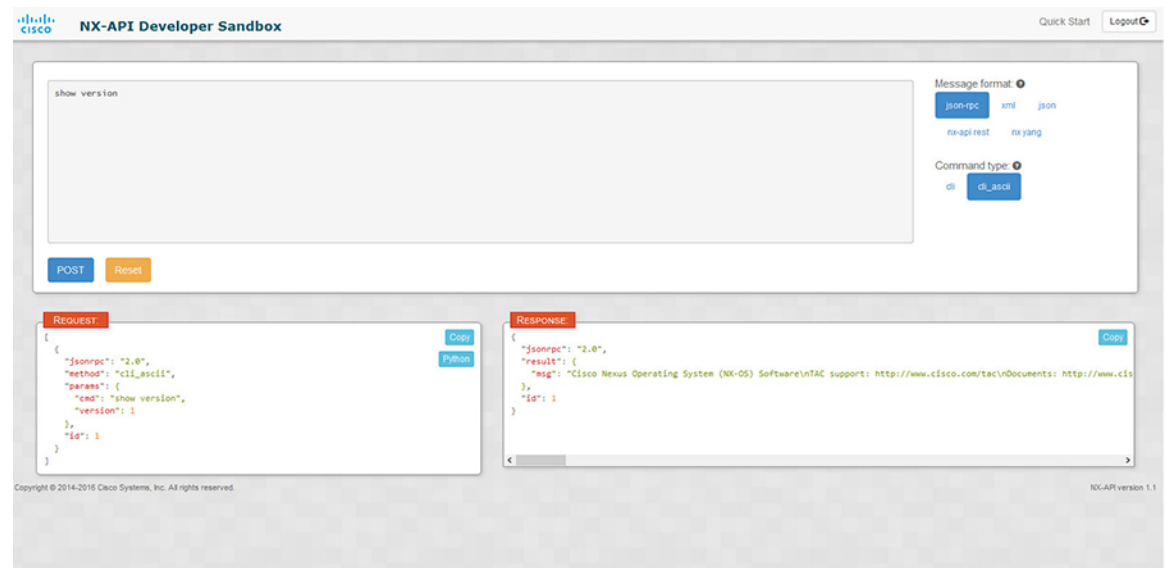 CISCO
NX-API Developer Sandbox
Quick Start
Logout
show version
Message format:
json-rpc xml json
nx-api rest nx yang
Command type:
cli cli_ascii
POST Reset
REQUEST:
Copy
Python
[
{
"jsonrpc": "2.0",
"method": "cli_ascii",
"params": {
"cmd": "show version",
"version": 1
},
"id": 1
}
]
RESPONSE:
Copy
{
"jsonrpc": "2.0",
"result": {
"msg": "Cisco Nexus Operating System (NX-OS) Software\nTAC support: http://www.cisco.com/tac\nDocuments: http://www.cis
},
"id": 1
}
Copyright © 2014-2016 Cisco Systems, Inc. All rights reserved.
NX-API version 1.1